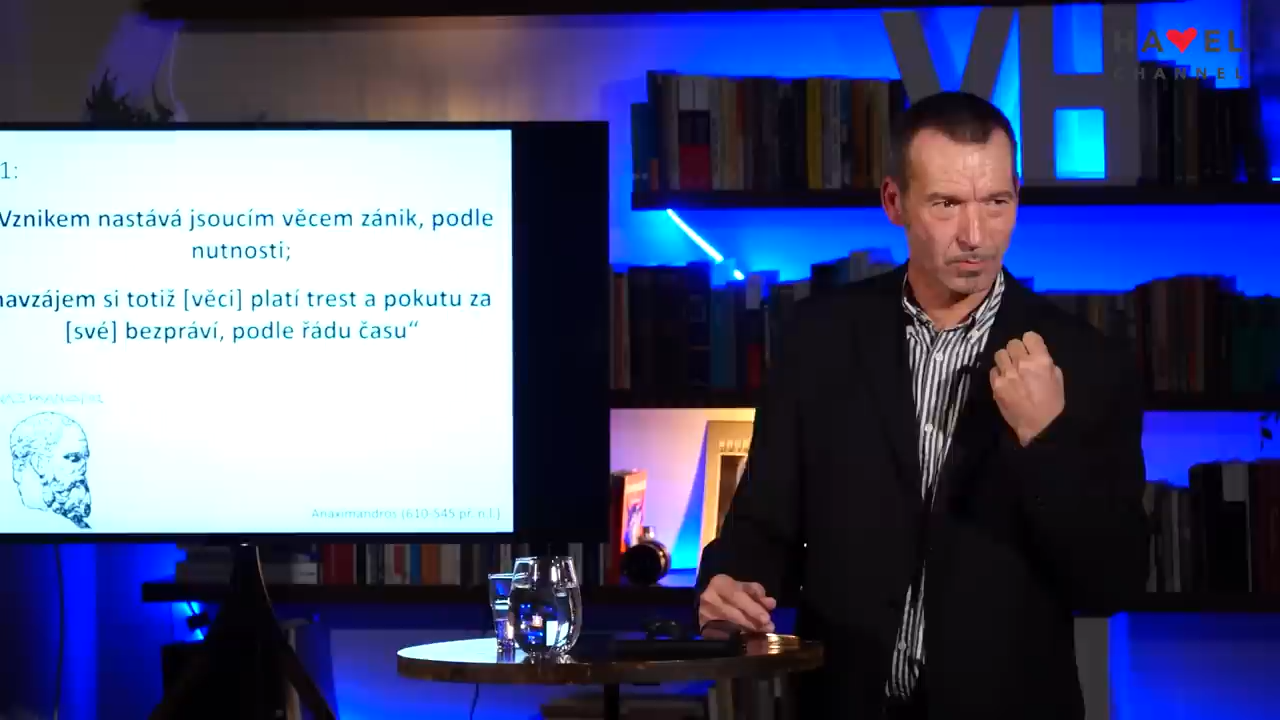 HAVEL
CHANNEL
VH
1:
Vznikem nastává jsoucím věcem zánik, podle
nutnosti;
navzájem si totiž [věci] platí trest a pokutu za
[své] bezpráví, podle řádu času“
Anaximandros (610-545 př. n.l.)